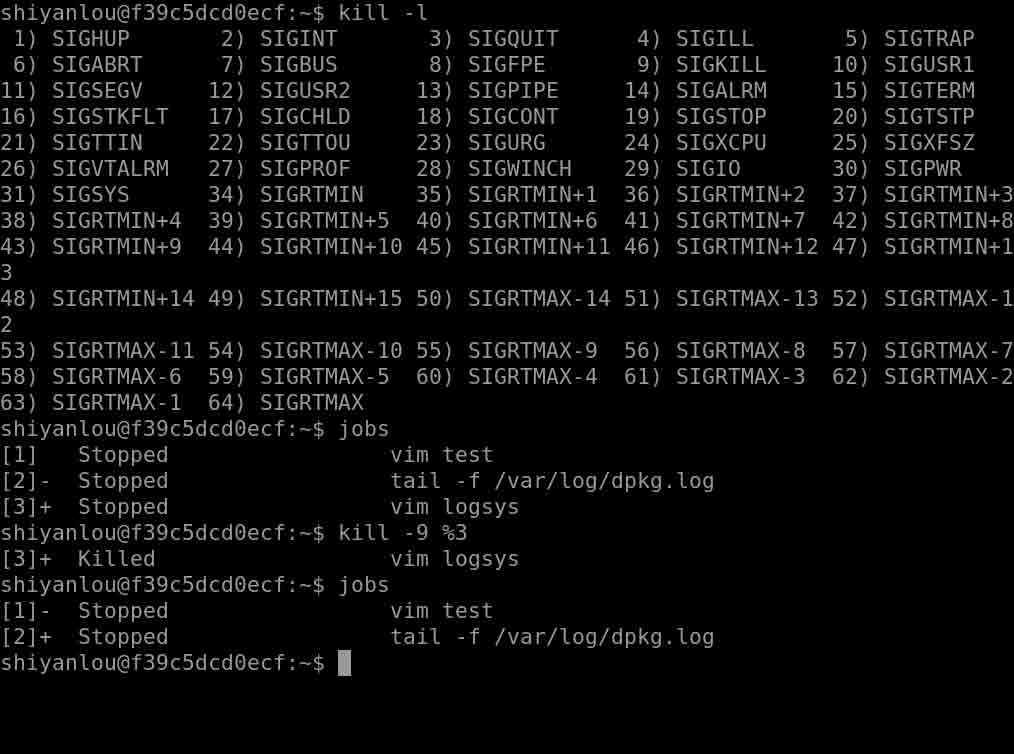 shiyanlou@f39c5dcd0ecf:~$ kill -l
 1) SIGHUP       2) SIGINT       3) SIGQUIT      4) SIGILL       5) SIGTRAP
 6) SIGABRT      7) SIGBUS       8) SIGFPE       9) SIGKILL     10) SIGUSR1
11) SIGSEGV     12) SIGUSR2     13) SIGPIPE     14) SIGALRM     15) SIGTERM
16) SIGSTKFLT   17) SIGCHLD     18) SIGCONT     19) SIGSTOP     20) SIGTSTP
21) SIGTTIN     22) SIGTTOU     23) SIGURG      24) SIGXCPU     25) SIGXFSZ
26) SIGVTALRM   27) SIGPROF     28) SIGWINCH    29) SIGIO       30) SIGPWR
31) SIGSYS      34) SIGRTMIN    35) SIGRTMIN+1  36) SIGRTMIN+2  37) SIGRTMIN+3
38) SIGRTMIN+4  39) SIGRTMIN+5  40) SIGRTMIN+6  41) SIGRTMIN+7  42) SIGRTMIN+8
43) SIGRTMIN+9  44) SIGRTMIN+10 45) SIGRTMIN+11 46) SIGRTMIN+12 47) SIGRTMIN+1
3
48) SIGRTMIN+14 49) SIGRTMIN+15 50) SIGRTMAX-14 51) SIGRTMAX-13 52) SIGRTMAX-1
2
53) SIGRTMAX-11 54) SIGRTMAX-10 55) SIGRTMAX-9  56) SIGRTMAX-8  57) SIGRTMAX-7
58) SIGRTMAX-6  59) SIGRTMAX-5  60) SIGRTMAX-4  61) SIGRTMAX-3  62) SIGRTMAX-2
63) SIGRTMAX-1  64) SIGRTMAX
shiyanlou@f39c5dcd0ecf:~$ jobs
[1]   Stopped                 vim test
[2]-  Stopped                 tail -f /var/log/dpkg.log
[3]+  Stopped                 vim logsys
shiyanlou@f39c5dcd0ecf:~$ kill -9 %3
[3]+  Killed                  vim logsys
shiyanlou@f39c5dcd0ecf:~$ jobs
[1]-  Stopped                 vim test
[2]+  Stopped                 tail -f /var/log/dpkg.log
shiyanlou@f39c5dcd0ecf:~$